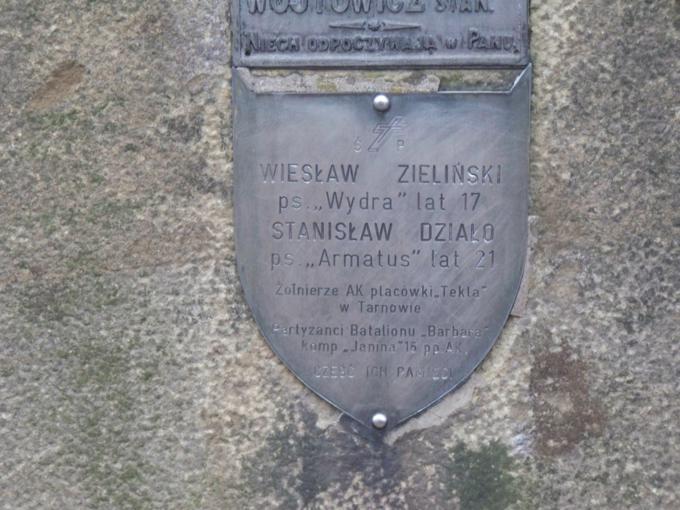 WÓJTOWICZ STAN.
NIECH ODPOCZYWAJĄ W PANU
Ś P
WIESŁAW ZIELIŃSKI
ps. „Wydra” lat 17
STANISŁAW DZIAŁO
ps. „Armatus” lat 21
Żołnierze AK placówki „Tekla”
w Tarnowie
Partyzanci Batalionu „Barbara”
komp. „Janina” 16 pp AK.
CZEŚĆ ICH PAMIĘCI